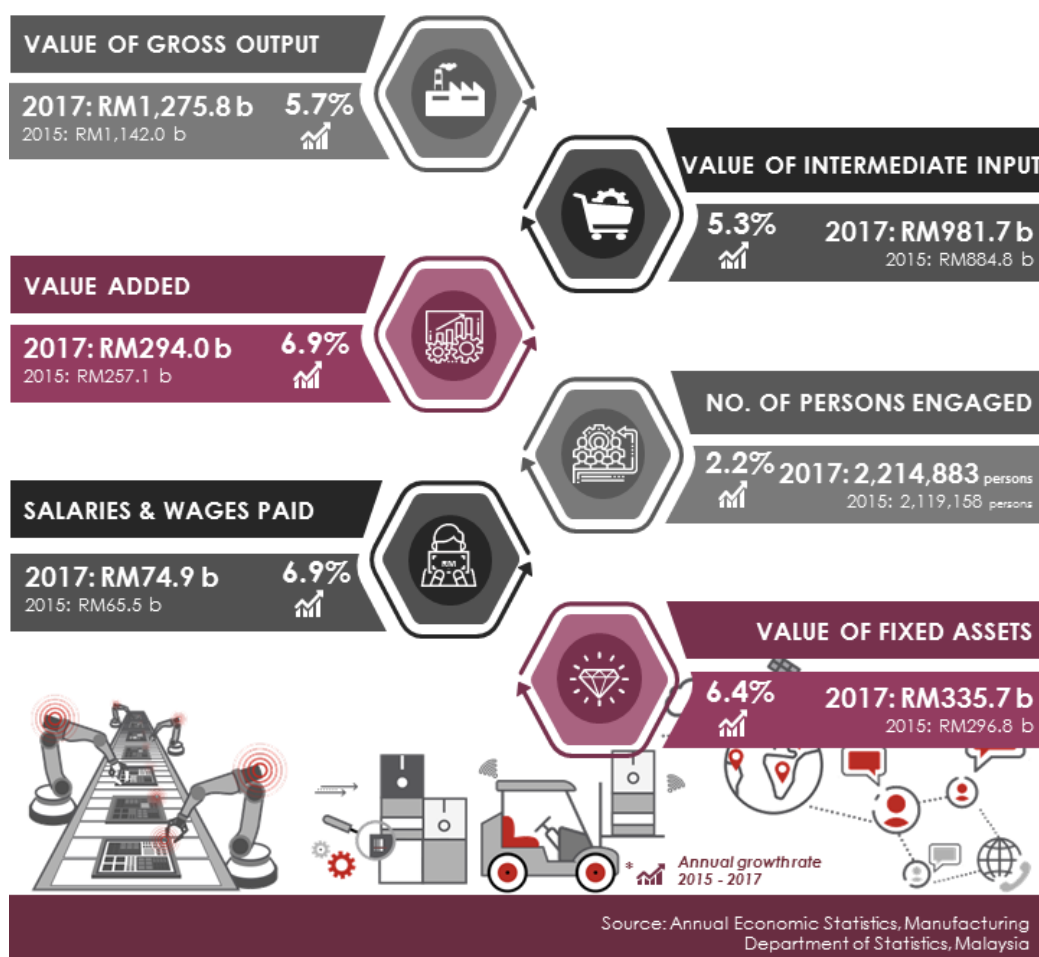 VALUE OF GROSS OUTPUT
2017: RM1,275.8 b 5.7%
2015: RM1,142.0 b
VALUE OF INTERMEDIATE INPUT
5.3% 2017: RM981.7 b
2015: RM884.8 b
VALUE ADDED
2017: RM294.0 b 6.9%
2015: RM257.1 b
NO. OF PERSONS ENGAGED
2.2% 2017: 2,214,883 persons
2015: 2,119,158 persons
SALARIES & WAGES PAID
2017: RM74.9 b 6.9%
2015: RM65.5 b
RM
VALUE OF FIXED ASSETS
6.4% 2017: RM335.7 b
2015: RM296.8 b
* Annual growth rate
2015 - 2017
Source: Annual Economic Statistics, Manufacturing
Department of Statistics, Malaysia